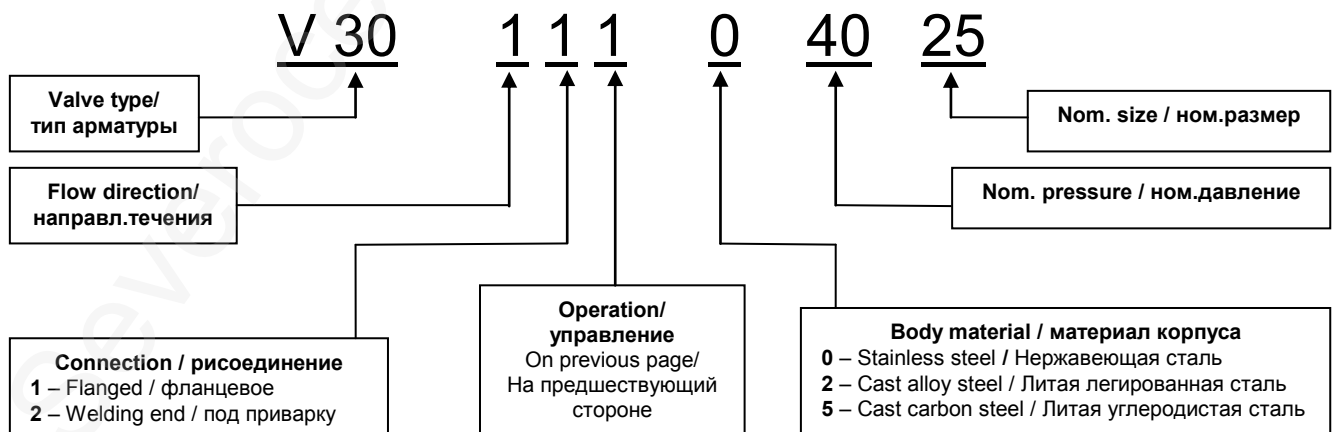 V 30 1 1 1 0 40 25
Valve type/
тип арматуры
Nom. size / ном.размер
Flow direction/
направл.течения
Nom. pressure / ном.давление
Connection / рисоединение
1 – Flanged / фланцевое
2 – Welding end / под приварку
Operation/
управление
On previous page/
На предшествующий
стороне
Body material / материал корпуса
0 – Stainless steel / Нержавеющая сталь
2 – Cast alloy steel / Литая легированная сталь
5 – Cast carbon steel / Литая углеродистая сталь